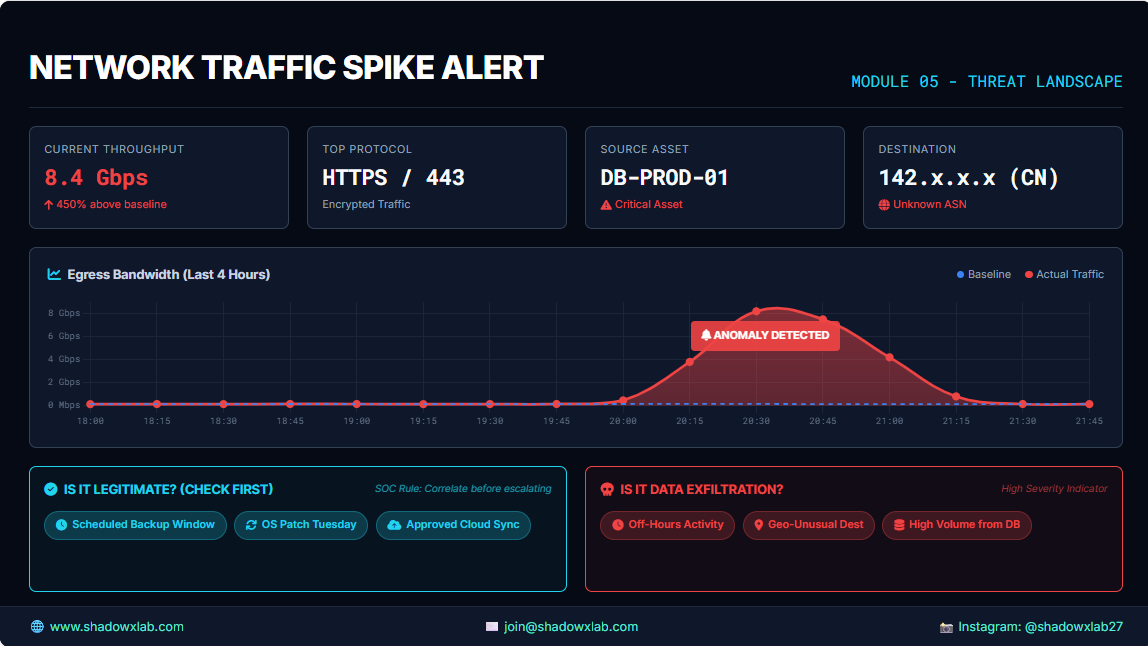 NETWORK TRAFFIC SPIKE ALERT
MODULE 05 - THREAT LANDSCAPE
CURRENT THROUGHPUT
8.4 Gbps
450% above baseline
TOP PROTOCOL
HTTPS / 443
Encrypted Traffic
SOURCE ASSET
DB-PROD-01
Critical Asset
DESTINATION
142.x.x.x (CN)
Unknown ASN
Egress Bandwidth (Last 4 Hours)
Baseline
Actual Traffic
8 Gbps
6 Gbps
4 Gbps
2 Gbps
0 Mbps
ANOMALY DETECTED
18:00 18:15 18:30 18:45 19:00 19:15 19:30 19:45 20:00 20:15 20:30 20:45 21:00 21:15 21:30 21:45
IS IT LEGITIMATE? (CHECK FIRST)
SOC Rule: Correlate before escalating
Scheduled Backup Window
OS Patch Tuesday
Approved Cloud Sync
IS IT DATA EXFILTRATION?
High Severity Indicator
Off-Hours Activity
Geo-Unusual Dest
High Volume from DB
www.shadowxlab.com
join@shadowxlab.com
Instagram: @shadowxlab27